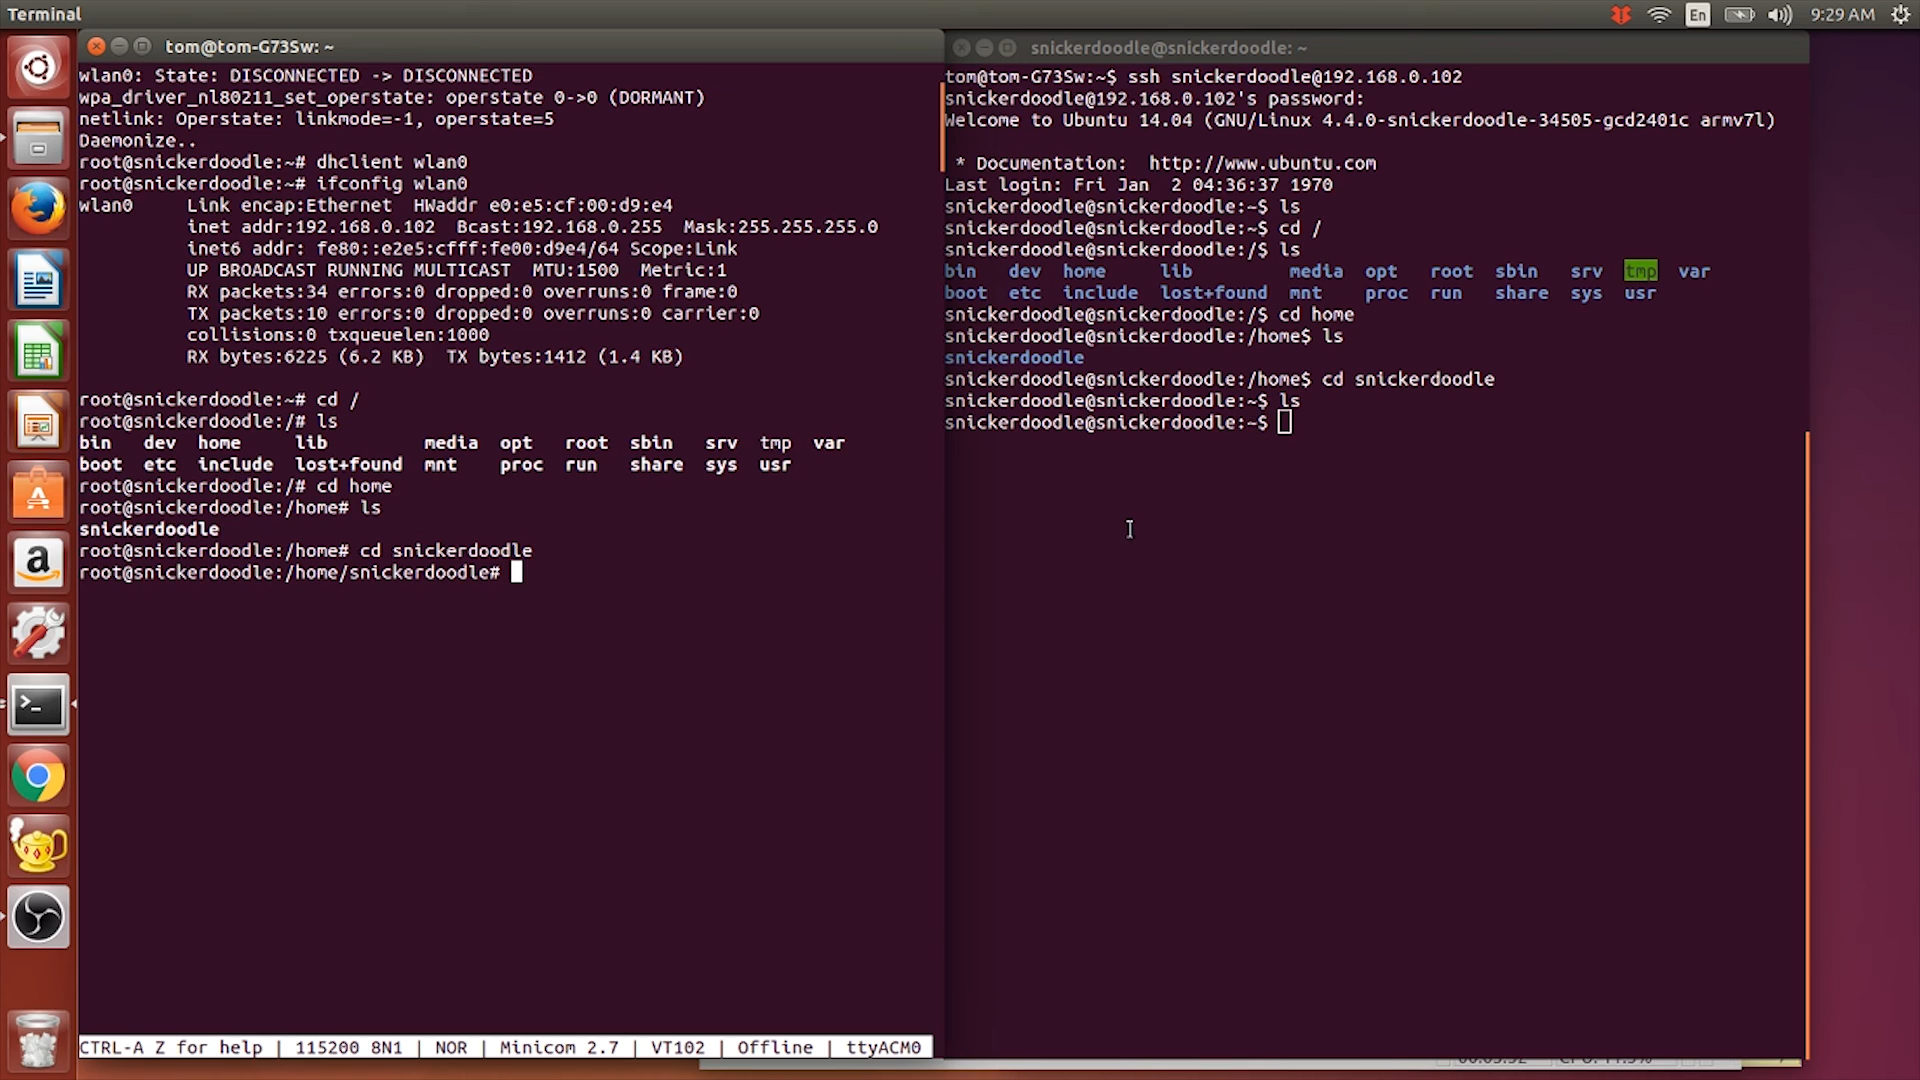 Terminal
En
9:29 AM
tom@tom-G73Sw: ~
wlan0: State: DISCONNECTED -> DISCONNECTED
wpa_driver_nl80211_set_operstate: operstate 0->0 (DORMANT)
netlink: Operstate: linkmode=-1, operstate=5
Daemonize..
root@snickerdoodle:~# dhclient wlan0
root@snickerdoodle:~# ifconfig wlan0
wlan0     Link encap:Ethernet  HWaddr e0:e5:cf:00:d9:e4
inet addr:192.168.0.102  Bcast:192.168.0.255  Mask:255.255.255.0
inet6 addr: fe80::e2e5:cfff:fe00:d9e4/64 Scope:Link
UP BROADCAST RUNNING MULTICAST  MTU:1500  Metric:1
RX packets:34 errors:0 dropped:0 overruns:0 frame:0
TX packets:10 errors:0 dropped:0 overruns:0 carrier:0
collisions:0 txqueuelen:1000
RX bytes:6225 (6.2 KB)  TX bytes:1412 (1.4 KB)
root@snickerdoodle:~# cd /
root@snickerdoodle:/# ls
bin   dev  home     lib         media  opt   root  sbin   srv  tmp  var
boot  etc  include  lost+found  mnt    proc  run   share  sys  usr
root@snickerdoodle:/# cd home
root@snickerdoodle:/home# ls
snickerdoodle
root@snickerdoodle:/home# cd snickerdoodle
root@snickerdoodle:/home/snickerdoodle#
CTRL-A Z for help | 115200 8N1 | NOR | Minicom 2.7 | VT102 | Offline | ttyACM0
snickerdoodle@snickerdoodle: ~
tom@tom-G73Sw:~$ ssh snickerdoodle@192.168.0.102
snickerdoodle@192.168.0.102's password:
Welcome to Ubuntu 14.04 (GNU/Linux 4.4.0-snickerdoodle-34505-gcd2401c armv7l)
* Documentation:  http://www.ubuntu.com
Last login: Fri Jan  2 04:36:37 1970
snickerdoodle@snickerdoodle:~$ ls
snickerdoodle@snickerdoodle:~$ cd /
snickerdoodle@snickerdoodle:/$ ls
bin   dev  home     lib         media  opt   root  sbin   srv  tmp  var
boot  etc  include  lost+found  mnt    proc  run   share  sys  usr
snickerdoodle@snickerdoodle:/$ cd home
snickerdoodle@snickerdoodle:/home$ ls
snickerdoodle
snickerdoodle@snickerdoodle:/home$ cd snickerdoodle
snickerdoodle@snickerdoodle:~$ ls
snickerdoodle@snickerdoodle:~$